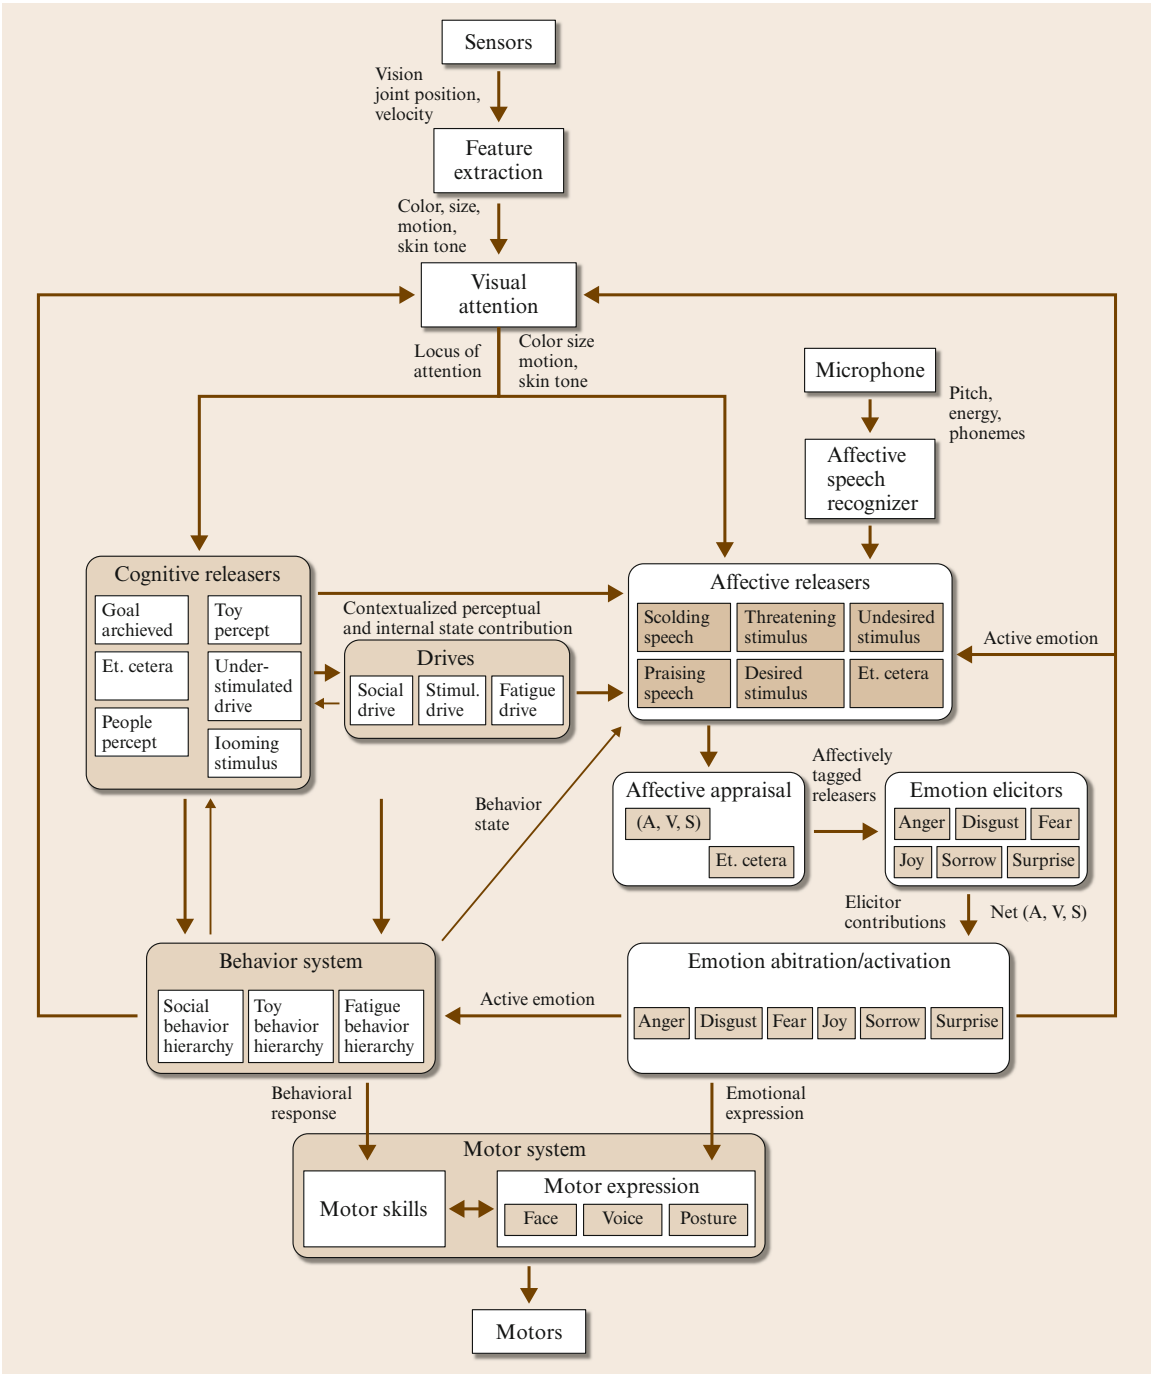 Sensors
Vision
joint position,
velocity
Feature
extraction
Color, size,
motion,
skin tone
Visual
attention
Locus of
attention
Color size
motion,
skin tone
Microphone
Pitch,
energy,
phonemes
Affective
speech
recognizer
Cognitive releasers
Goal
archieved
Toy
percept
Et. cetera
Under-
stimulated
drive
People
percept
Iooming
stimulus
Contextualized perceptual
and internal state contribution
Drives
Social
drive
Stimul.
drive
Fatigue
drive
Affective releasers
Scolding
speech
Threatening
stimulus
Undesired
stimulus
Praising
speech
Desired
stimulus
Et. cetera
Active emotion
Behavior
state
Affective appraisal
(A, V, S)
Et. cetera
Affectively
tagged
releasers
Emotion elicitors
Anger
Disgust
Fear
Joy
Sorrow
Surprise
Elicitor
contributions
Net (A, V, S)
Behavior system
Social
behavior
hierarchy
Toy
behavior
hierarchy
Fatigue
behavior
hierarchy
Active emotion
Emotion abitration/activation
Anger
Disgust
Fear
Joy
Sorrow
Surprise
Behavioral
response
Emotional
expression
Motor system
Motor skills
Motor expression
Face
Voice
Posture
Motors